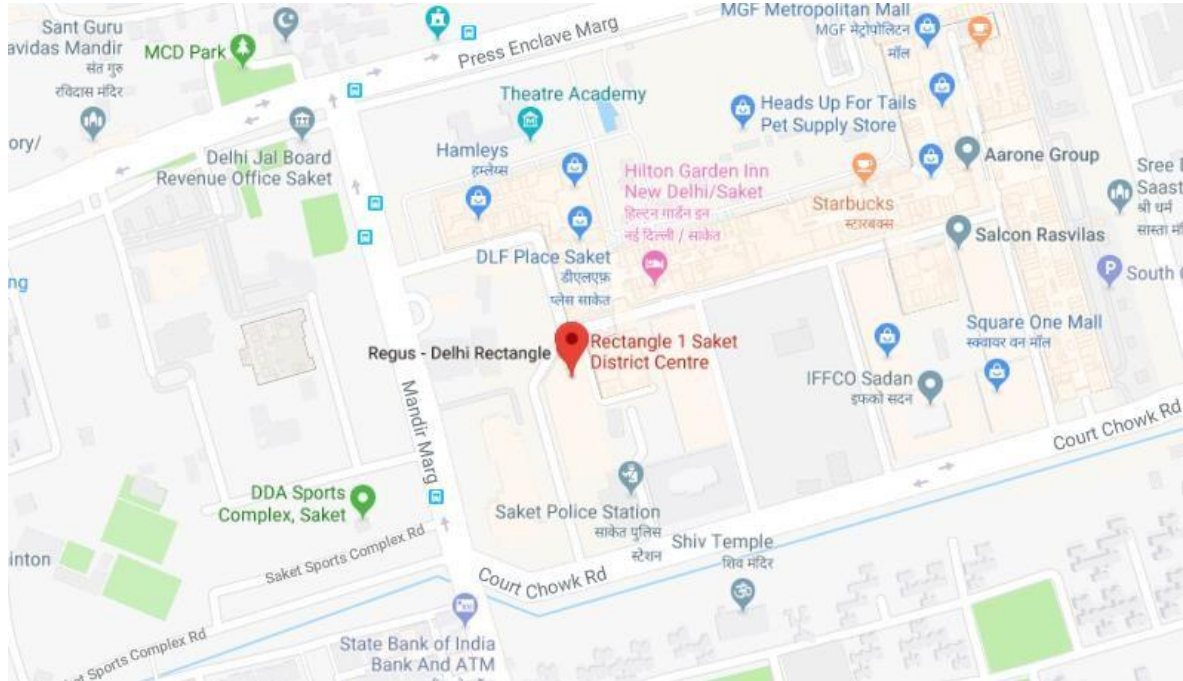 Sant Guru
avidas Mandir
संत गुरु
रविदास मंदिर
MCD Park
Press Enclave Marg
MGF Metropolitan Mall
MGF मेट्रोपोलिटन
मॉल
Theatre Academy
Heads Up For Tails
Pet Supply Store
ory/
Delhi Jal Board
Revenue Office Saket
Hamleys
हम्लेय्स
Hilton Garden Inn
New Delhi/Saket
हिल्टन गार्डन इन
नई दिल्ली / साकेत
Aarone Group
Starbucks
स्टारबक्स
Sree D
Saast
श्री धर्म
सास्ता मं
Salcon Rasvilas
DLF Place Saket
डीएलएफ़
प्लेस साकेत
P
South
ng
Regus - Delhi Rectangle
Rectangle 1 Saket
District Centre
Square One Mall
स्क्वायर वन मॉल
IFFCO Sadan
इफको सदन
Mandir Marg
Court Chowk Rd
DDA Sports
Complex, Saket
Saket Police Station
साकेत पुलिस
स्टेशन
inton
Saket Sports Complex Rd
Court Chowk Rd
Shiv Temple
शिव मंदिर
ॐ
State Bank of India
Bank And ATM
ket Sports Complex Rd